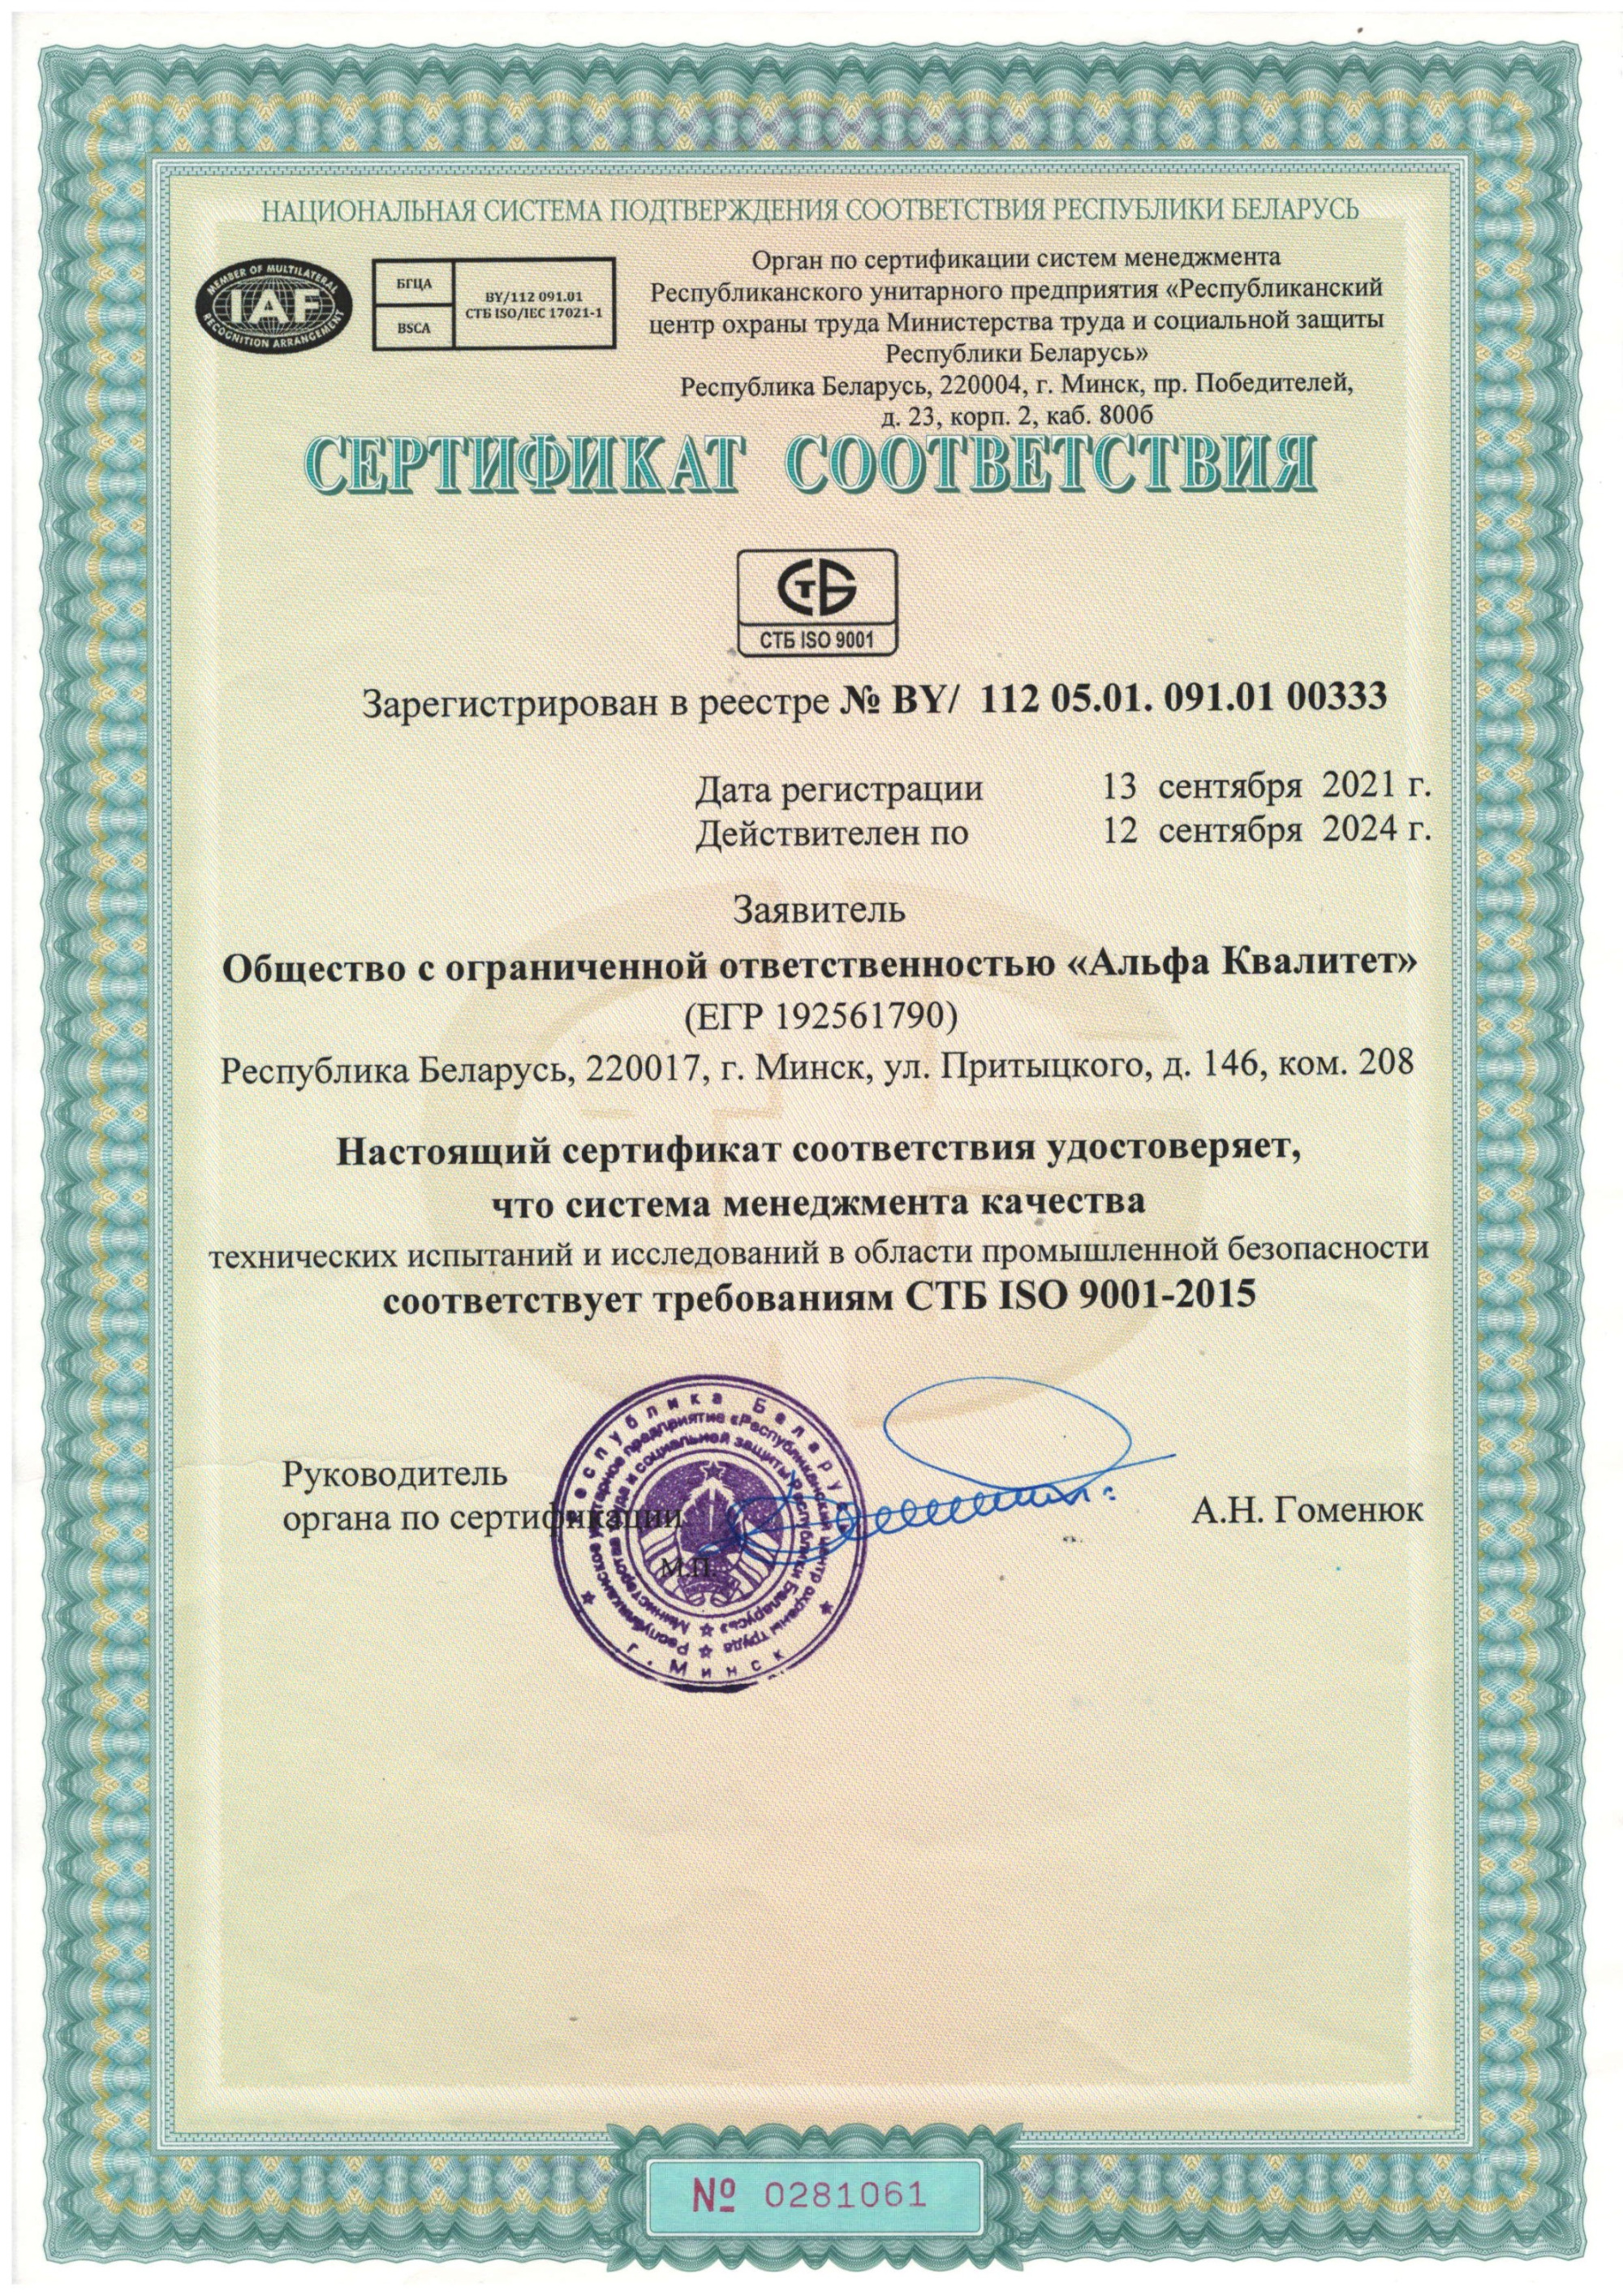 НАЦИОНАЛЬНАЯ СИСТЕМА ПОДТВЕРЖДЕНИЯ СООТВЕТСТВИЯ РЕСПУБЛИКИ БЕЛАРУСЬ
MEMBER OF MULTILATERAL
IAF
RECOGNITION ARRANGEMENT
БГЦА
BSCA
BY/112 091.01
СТБ ISO/IEC 17021-1
Орган по сертификации систем менеджмента
Республиканского унитарного предприятия «Республиканский
центр охраны труда Министерства труда и социальной защиты
Республики Беларусь»
Республика Беларусь, 220004, г. Минск, пр. Победителей,
д. 23, корп. 2, каб. 800б
СЕРТИФИКАТ СООТВЕТСТВИЯ
СТБ
СТБ ISO 9001
Зарегистрирован в реестре № BY/ 112 05.01. 091.01 00333
Дата регистрации 13 сентября 2021 г.
Действителен по 12 сентября 2024 г.
Заявитель
Общество с ограниченной ответственностью «Альфа Квалитет»
(ЕГР 192561790)
Республика Беларусь, 220017, г. Минск, ул. Притыцкого, д. 146, ком. 208
Настоящий сертификат соответствия удостоверяет,
что система менеджмента качества
технических испытаний и исследований в области промышленной безопасности
соответствует требованиям СТБ ISO 9001-2015
Руководитель
органа по сертификации
А.Н. Гоменюк
М.П.
Республика Беларусь
г. Минск
Республиканское унитарное предприятие «Республиканский центр охраны труда
Министерства труда и социальной защиты Республики Беларусь»
№ 0281061